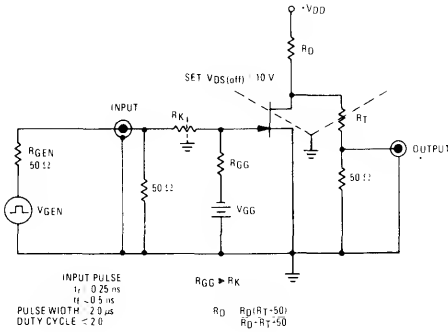 +VDD
RD
SET VDS(off) = 10 V
INPUT
RK
RT
OUTPUT
RGEN
50 Ω
RGG
50 Ω
50 Ω
VGEN
VGG
INPUT PULSE
tr 0.25 ns
tf 0.5 ns
PULSE WIDTH = 2.0 µs
DUTY CYCLE < 2.0
RGG ► RK
RD RD(RT-50)
RD-RT-50